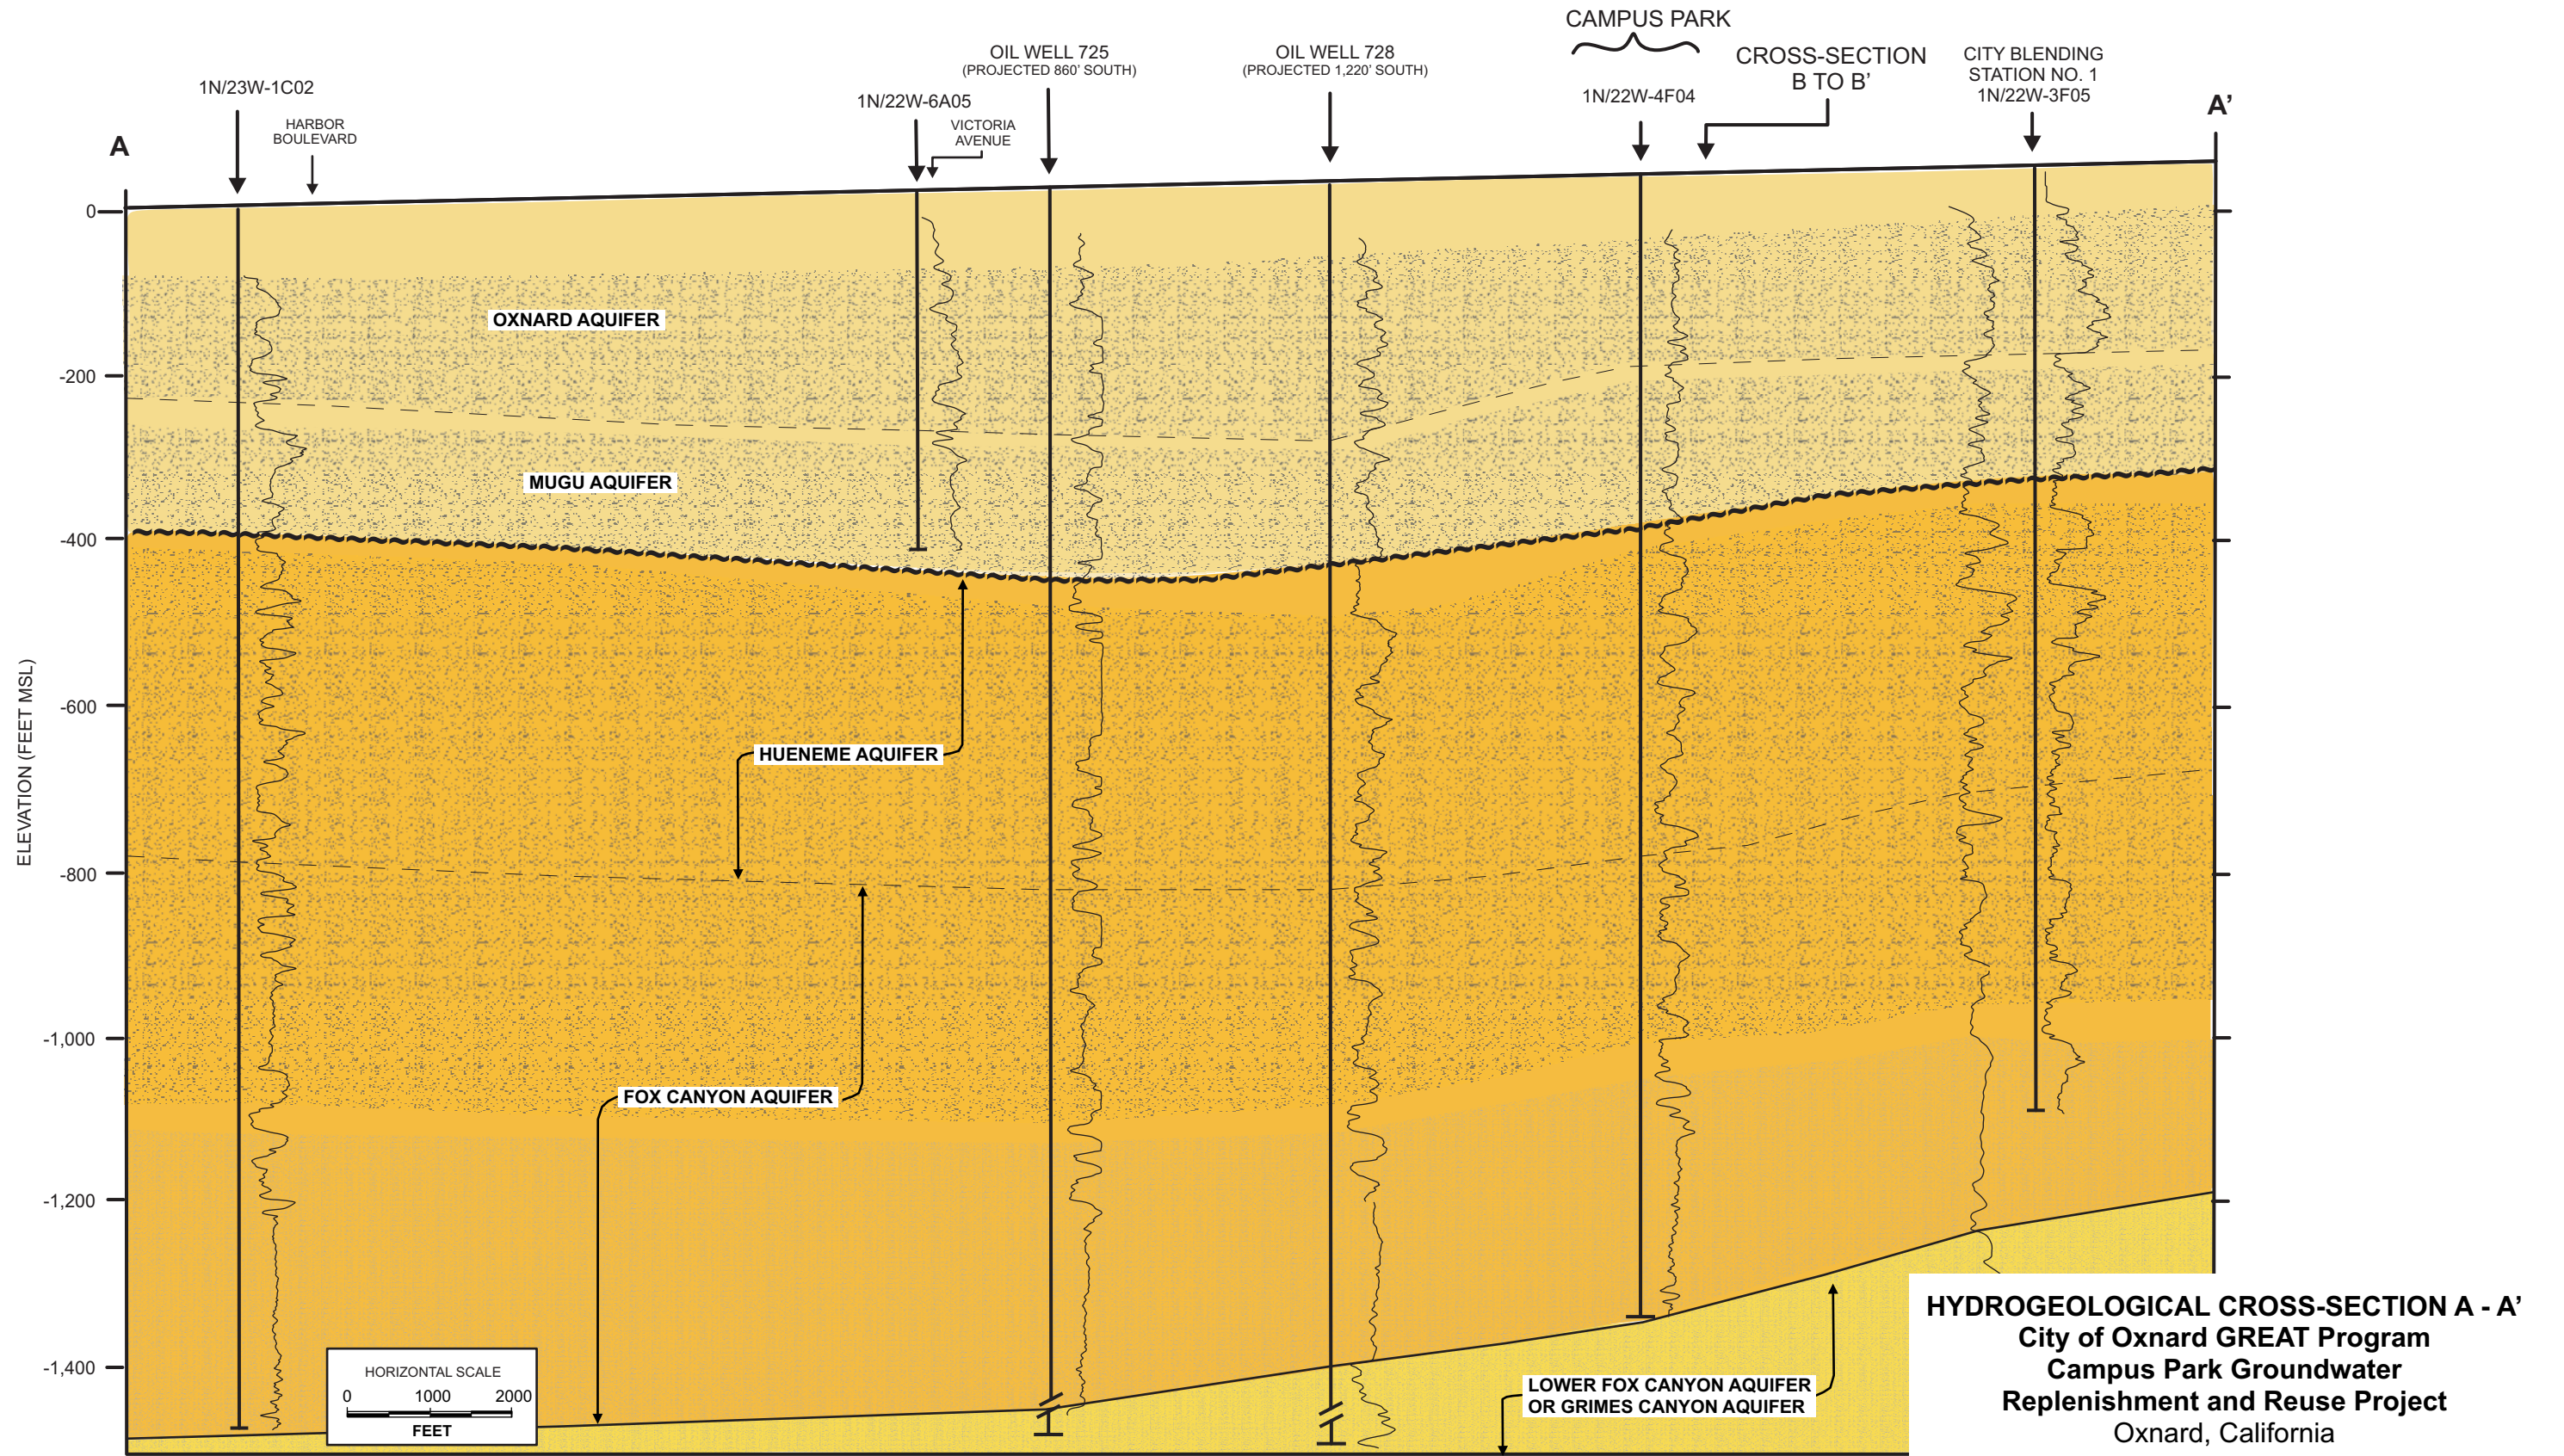 CAMPUS PARK
OIL WELL 725
(PROJECTED 860' SOUTH)
OIL WELL 728
(PROJECTED 1,220' SOUTH)
CROSS-SECTION
B TO B'
CITY BLENDING
STATION NO. 1
1N/22W-3F05
1N/23W-1C02
1N/22W-6A05
1N/22W-4F04
HARBOR
BOULEVARD
VICTORIA
AVENUE
A
A'
0
-200
-400
-600
-800
-1,000
-1,200
-1,400
ELEVATION (FEET MSL)
OXNARD AQUIFER
MUGU AQUIFER
HUENEME AQUIFER
FOX CANYON AQUIFER
LOWER FOX CANYON AQUIFER
OR GRIMES CANYON AQUIFER
HORIZONTAL SCALE
0 1000 2000
FEET
HYDROGEOLOGICAL CROSS-SECTION A - A'
City of Oxnard GREAT Program
Campus Park Groundwater
Replenishment and Reuse Project
Oxnard, California